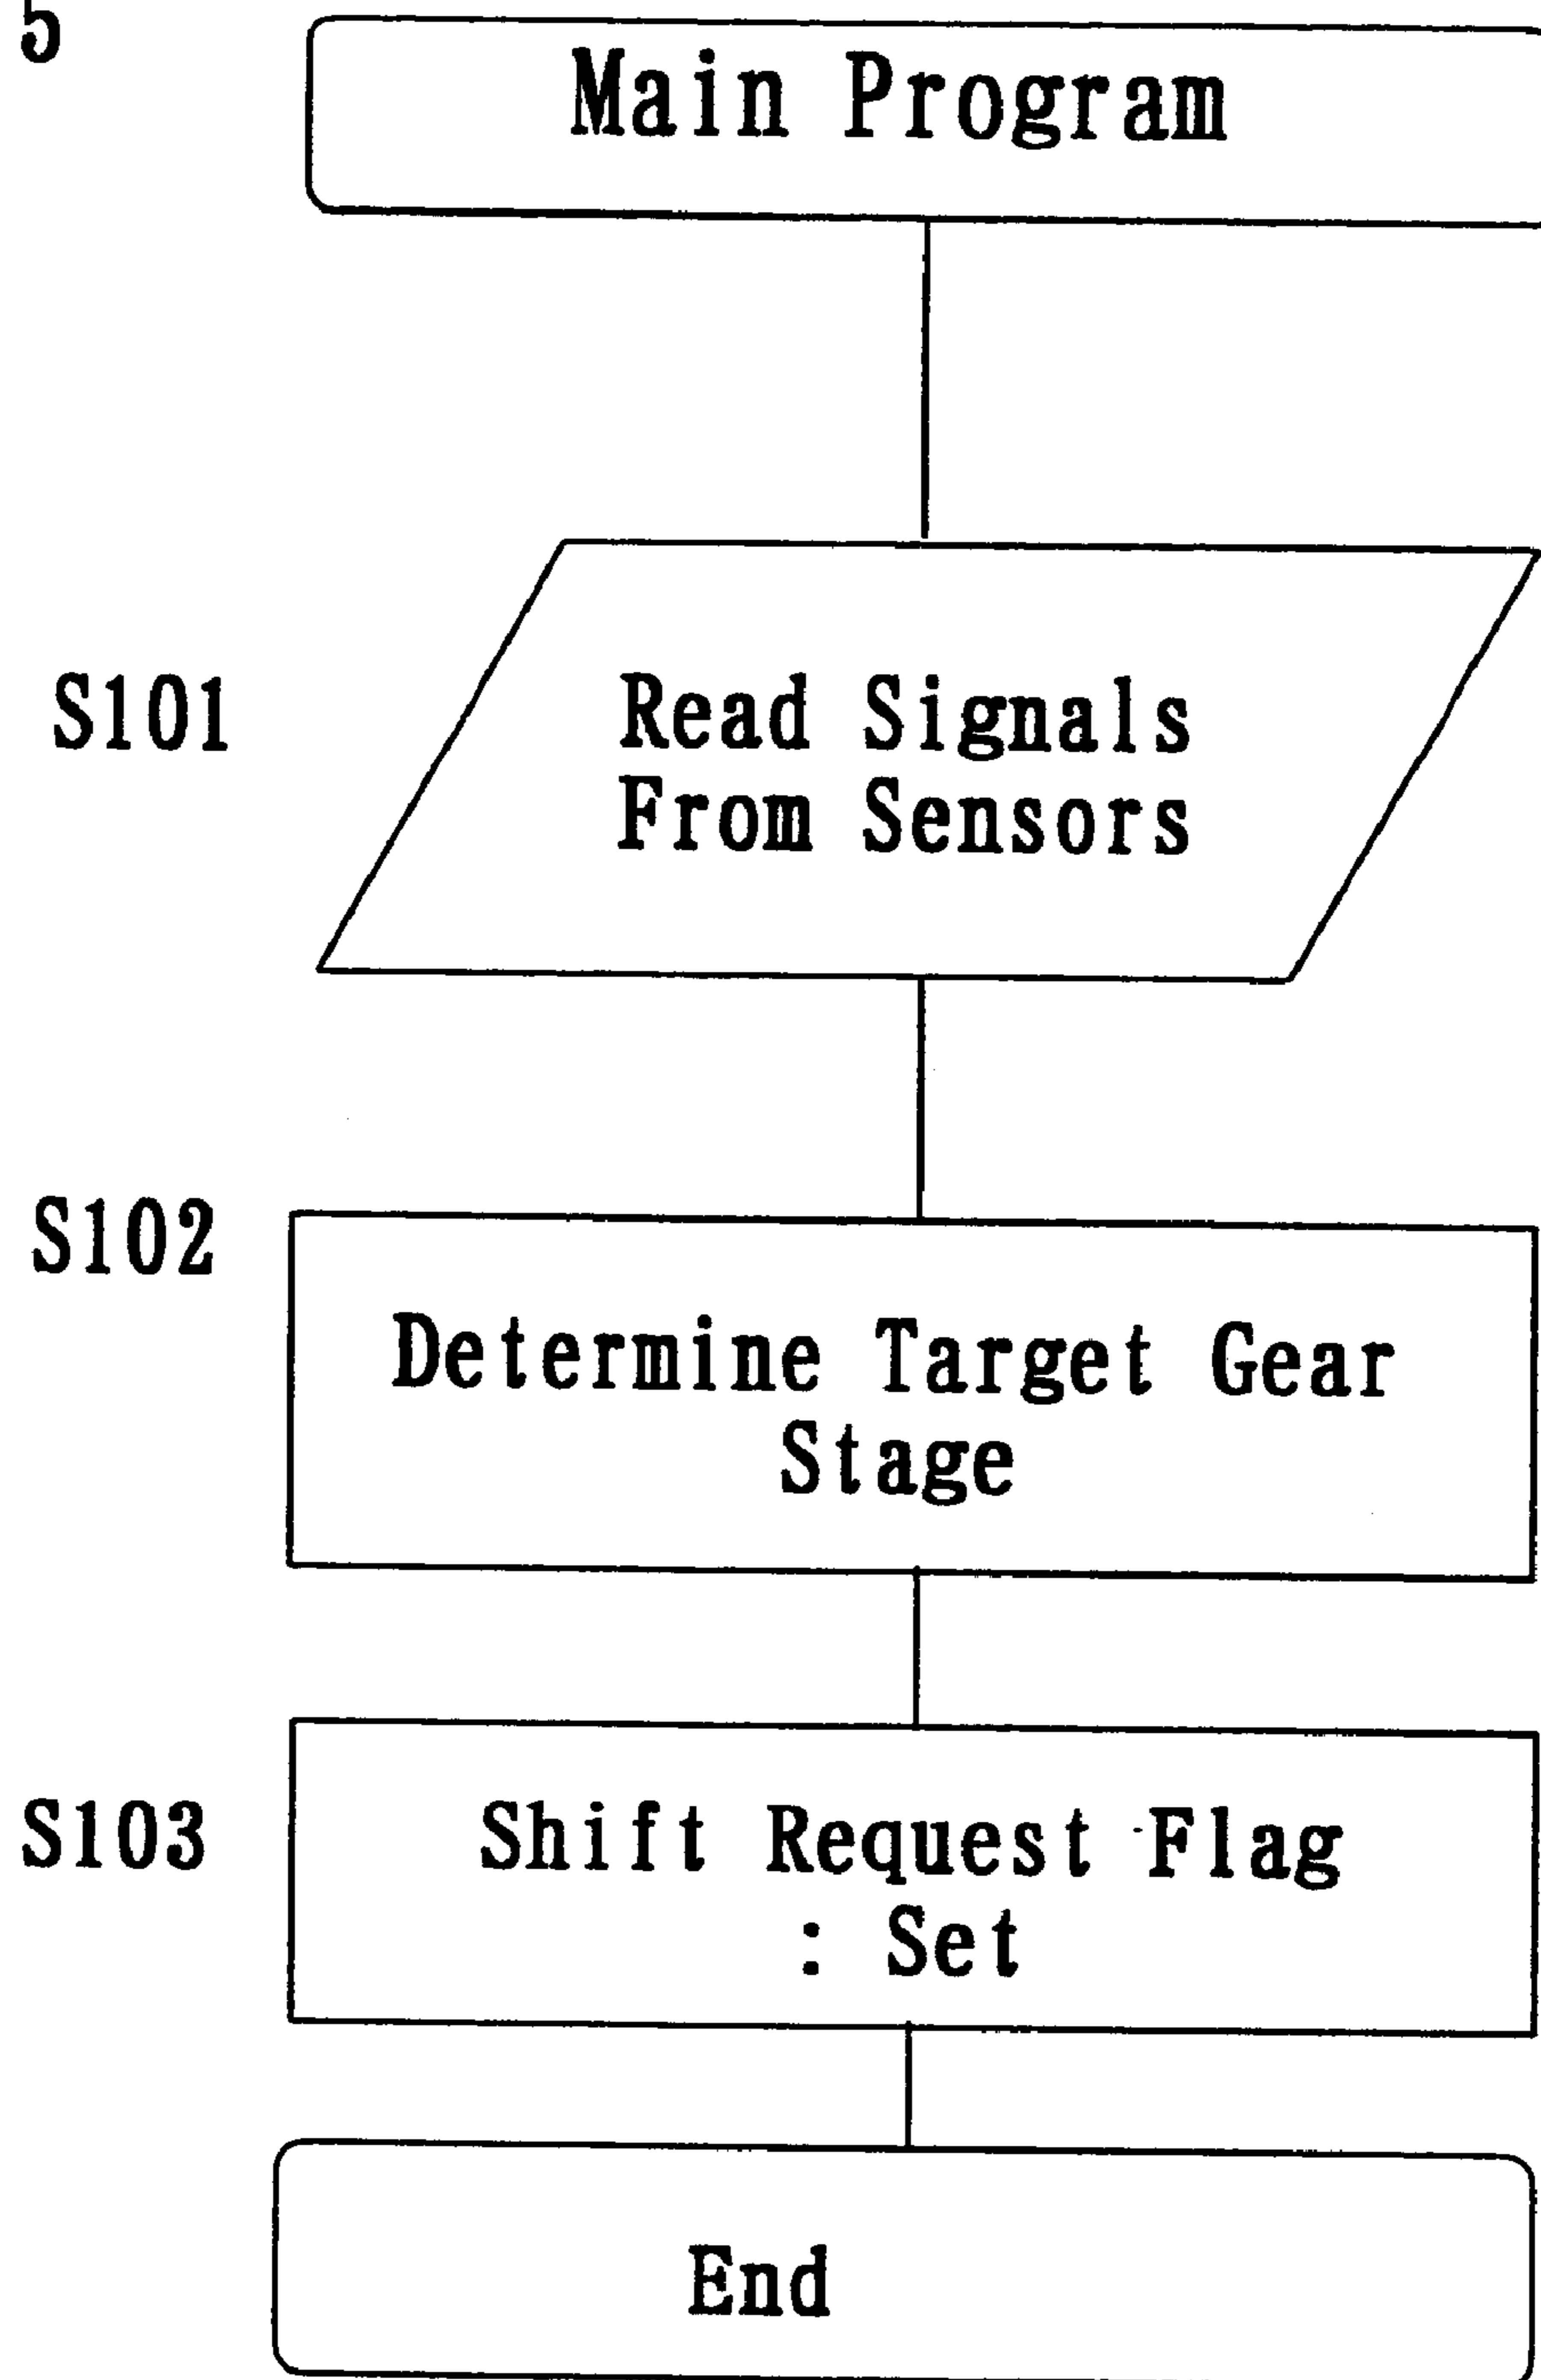 5
Main Program
S101
Read Signals
From Sensors
S102
Determine Target Gear
Stage
S103
Shift Request Flag
: Set
End